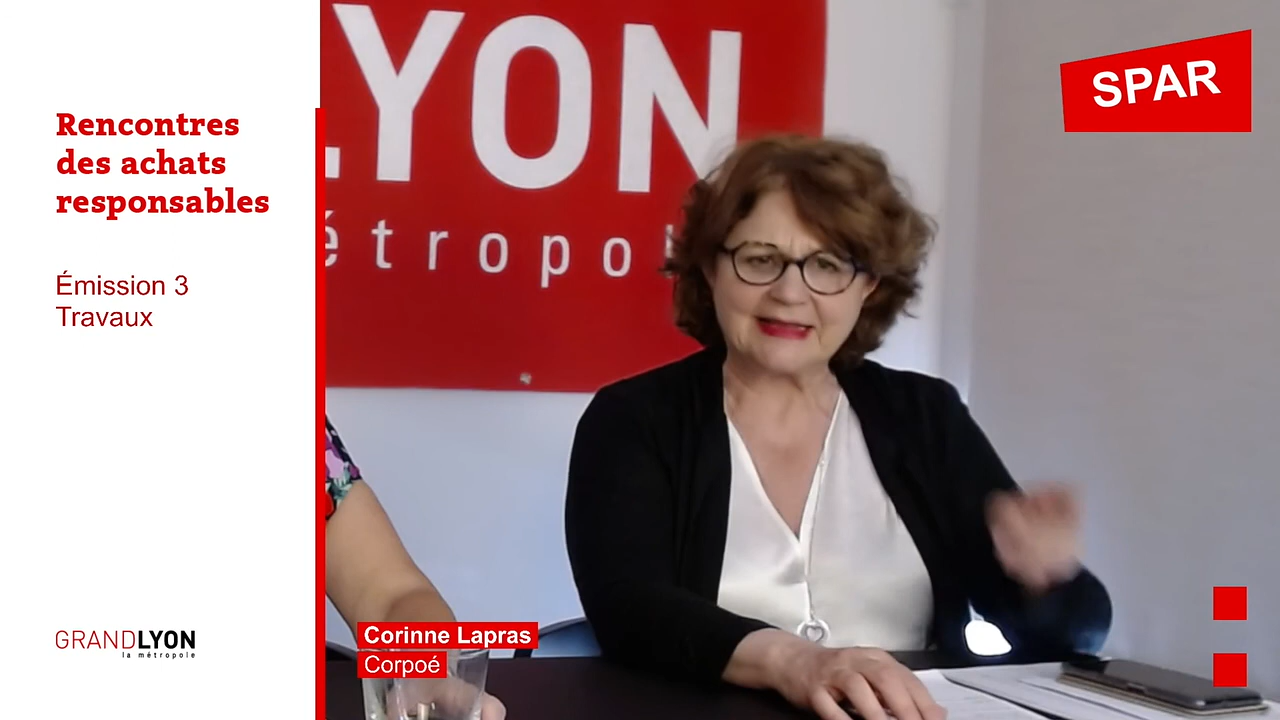 Rencontres
des achats
responsables
Émission 3
Travaux
GRANDLYON
la métropole
LYON
étropol
SPAR
Corinne Lapras
Corpoé